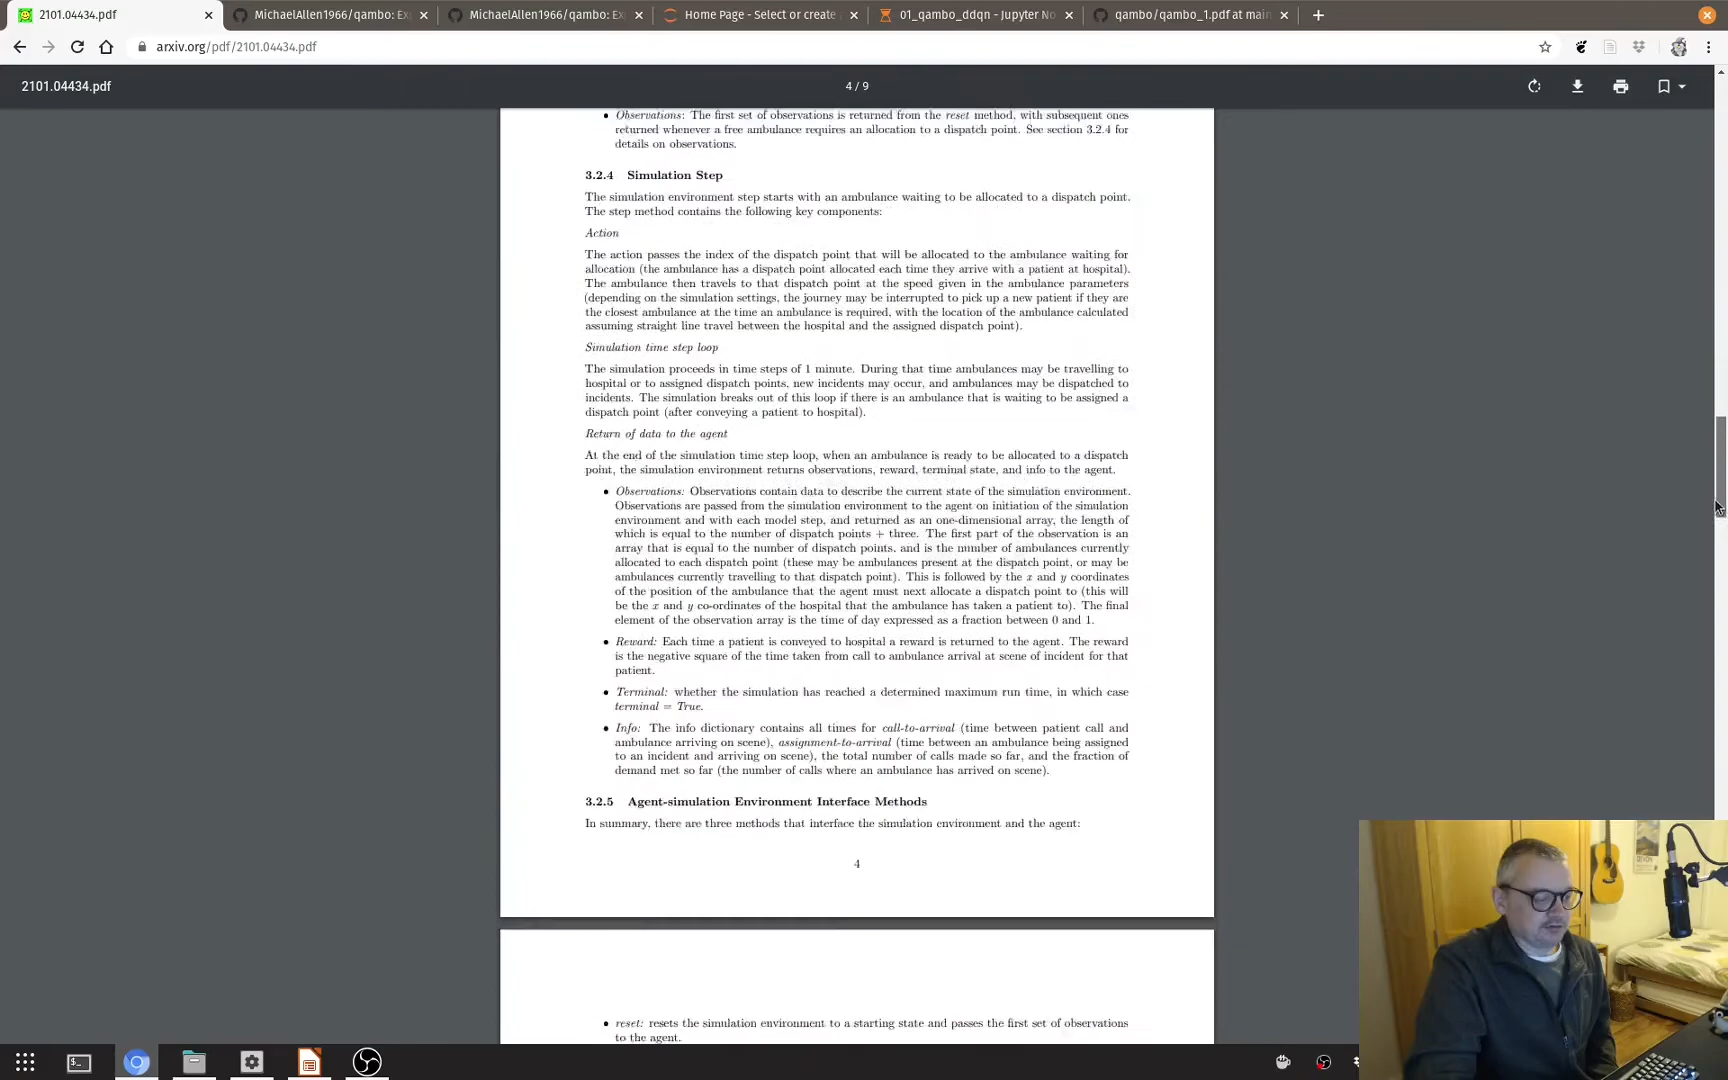 2101.04434.pdf
MichaelAllen1966/qambo: Ex
MichaelAllen1966/qambo: Ex
Home Page - Select or create
01_qambo_ddqn - Jupyter No
qambo/qambo_1.pdf at main
arxiv.org/pdf/2101.04434.pdf
2101.04434.pdf
4 / 9
• Observations: The first set of observations is returned from the reset method, with subsequent ones
returned whenever a free ambulance requires an allocation to a dispatch point. See section 3.2.4 for
details on observations.
3.2.4 Simulation Step
The simulation environment step starts with an ambulance waiting to be allocated to a dispatch point.
The step method contains the following key components:
Action
The action passes the index of the dispatch point that will be allocated to the ambulance waiting for
allocation (the ambulance has a dispatch point allocated each time they arrive with a patient at hospital).
The ambulance then travels to that dispatch point at the speed given in the ambulance parameters
(depending on the simulation settings, the journey may be interrupted to pick up a new patient if they are
the closest ambulance at the time an ambulance is required, with the location of the ambulance calculated
assuming straight line travel between the hospital and the assigned dispatch point).
Simulation time step loop
The simulation proceeds in time steps of 1 minute. During that time ambulances may be travelling to
hospital or to assigned dispatch points, new incidents may occur, and ambulances may be dispatched to
incidents. The simulation breaks out of this loop if there is an ambulance that is waiting to be assigned a
dispatch point (after conveying a patient to hospital).
Return of data to the agent
At the end of the simulation time step loop, when an ambulance is ready to be allocated to a dispatch
point, the simulation environment returns observations, reward, terminal state, and info to the agent.
• Observations: Observations contain data to describe the current state of the simulation environment.
Observations are passed from the simulation environment to the agent on initiation of the simulation
environment and with each model step, and returned as an one-dimensional array, the length of
which is equal to the number of dispatch points + three. The first part of the observation is an
array that is equal to the number of dispatch points, and is the number of ambulances currently
allocated to each dispatch point (these may be ambulances present at the dispatch point, or may be
ambulances currently travelling to that dispatch point). This is followed by the x and y coordinates
of the position of the ambulance that the agent must next allocate a dispatch point to (this will
be the x and y co-ordinates of the hospital that the ambulance has taken a patient to). The final
element of the observation array is the time of day expressed as a fraction between 0 and 1.
• Reward: Each time a patient is conveyed to hospital a reward is returned to the agent. The reward
is the negative square of the time taken from call to ambulance arrival at scene of incident for that
patient.
• Terminal: whether the simulation has reached a determined maximum run time, in which case
terminal = True.
• Info: The info dictionary contains all times for call-to-arrival (time between patient call and
ambulance arriving on scene), assignment-to-arrival (time between an ambulance being assigned
to an incident and arriving on scene), the total number of calls made so far, and the fraction of
demand met so far (the number of calls where an ambulance has arrived on scene).
3.2.5 Agent-simulation Environment Interface Methods
In summary, there are three methods that interface the simulation environment and the agent:
4
• reset: resets the simulation environment to a starting state and passes the first set of observations
to the agent.